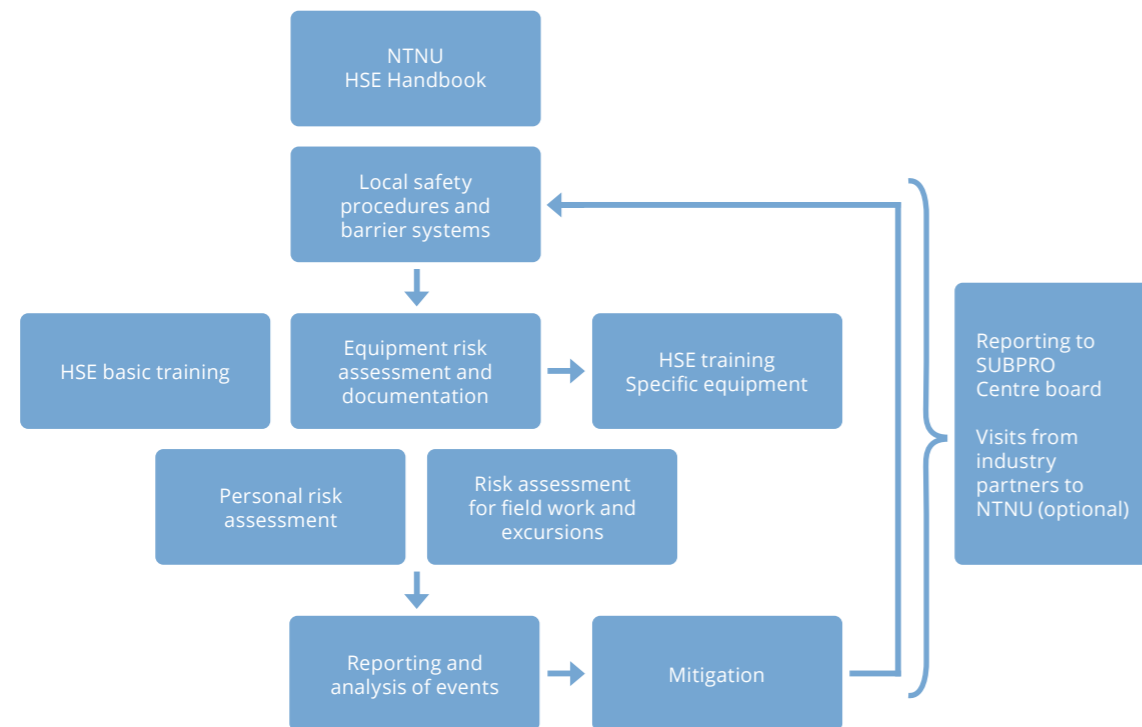 NTNU
HSE Handbook
Local safety
procedures and
barrier systems
HSE basic training
Equipment risk
assessment and
documentation
HSE training
Specific equipment
Personal risk
assessment
Risk assessment
for field work and
excursions
Reporting and
analysis of events
Mitigation
Reporting to
SUBPRO
Centre board
Visits from
industry
partners to
NTNU (optional)